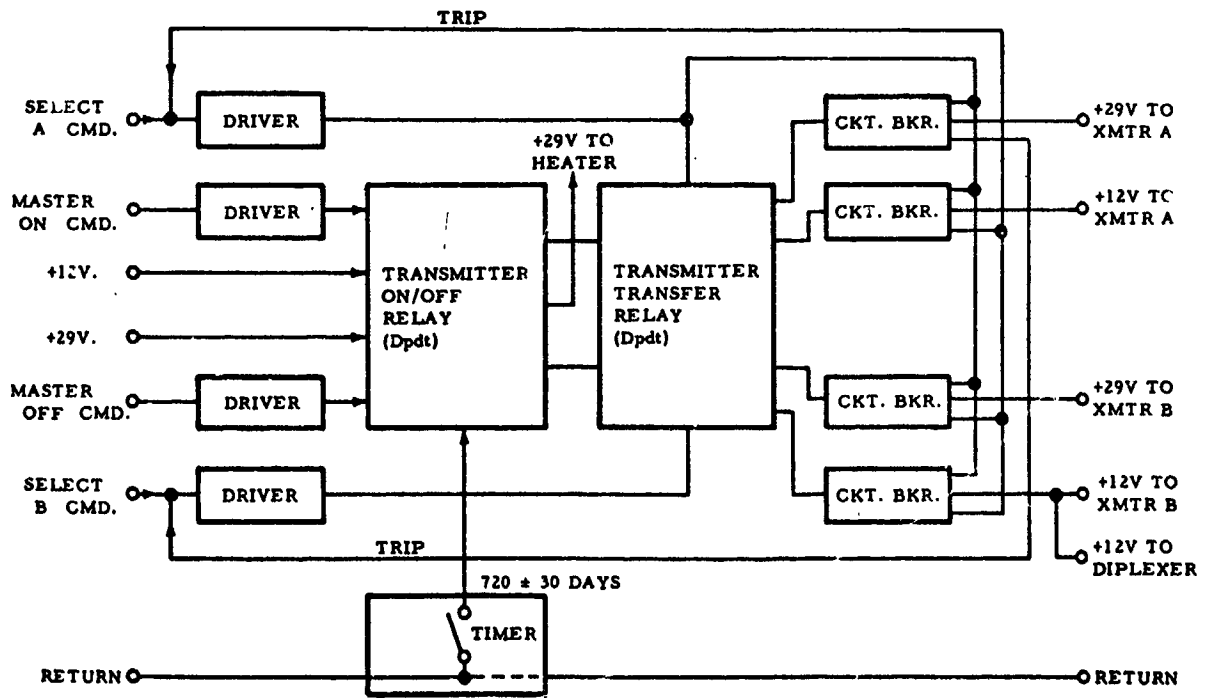 TRIP
SELECT
A CMD.
DRIVER
+29V TO
HEATER
CKT. BKR.
+29V TO
XMTR A
MASTER
ON CMD.
DRIVER
CKT. BKR.
+12V TO
XMTR A
+12V.
TRANSMITTER
ON/OFF
RELAY
(Dpdt)
TRANSMITTER
TRANSFER
RELAY
(Dpdt)
+29V.
MASTER
OFF CMD.
DRIVER
CKT. BKR.
+29V TO
XMTR B
SELECT
B CMD.
DRIVER
CKT. BKR.
+12V TO
XMTR B
TRIP
+12V TO
DIPLEXER
720 ± 30 DAYS
TIMER
RETURN
RETURN